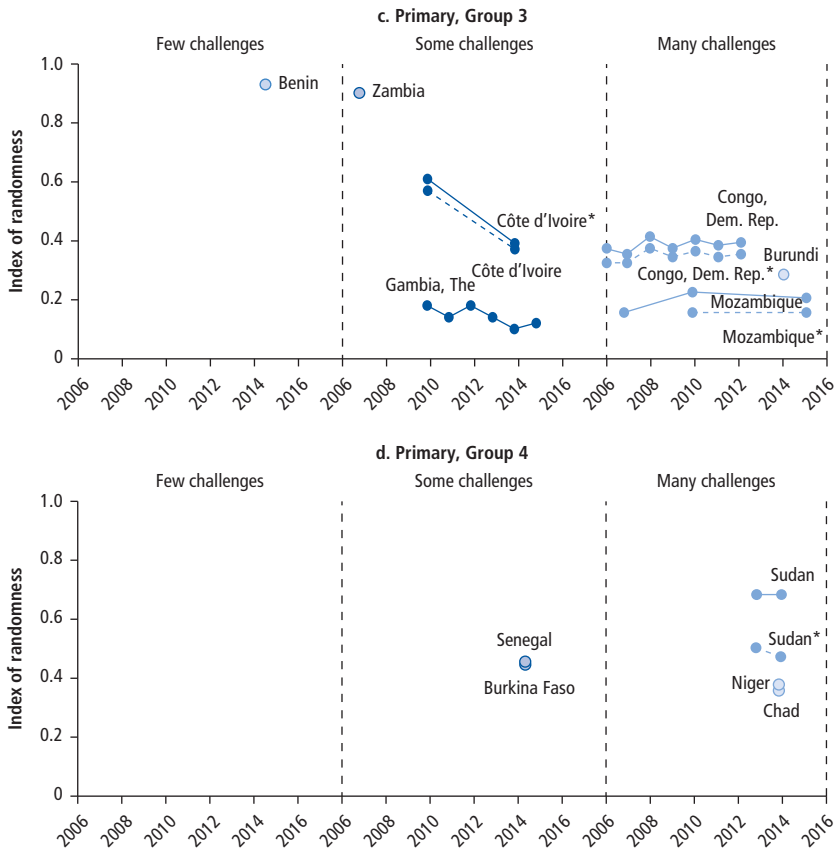 c. Primary, Group 3
Few challenges
Some challenges
Many challenges
Index of randomness
1.0
0.8
0.6
0.4
0.2
0
Benin
Zambia
Côte d’Ivoire*
Côte d’Ivoire
Gambia, The
Congo,
Dem. Rep.
Burundi
Congo, Dem. Rep.*
Mozambique
Mozambique*
2006
2008
2010
2012
2014
2016
2006
2008
2010
2012
2014
2016
2006
2008
2010
2012
2014
2016
d. Primary, Group 4
Few challenges
Some challenges
Many challenges
Index of randomness
1.0
0.8
0.6
0.4
0.2
0
Senegal
Burkina Faso
Sudan
Sudan*
Niger
Chad
2006
2008
2010
2012
2014
2016
2006
2008
2010
2012
2014
2016
2006
2008
2010
2012
2014
2016